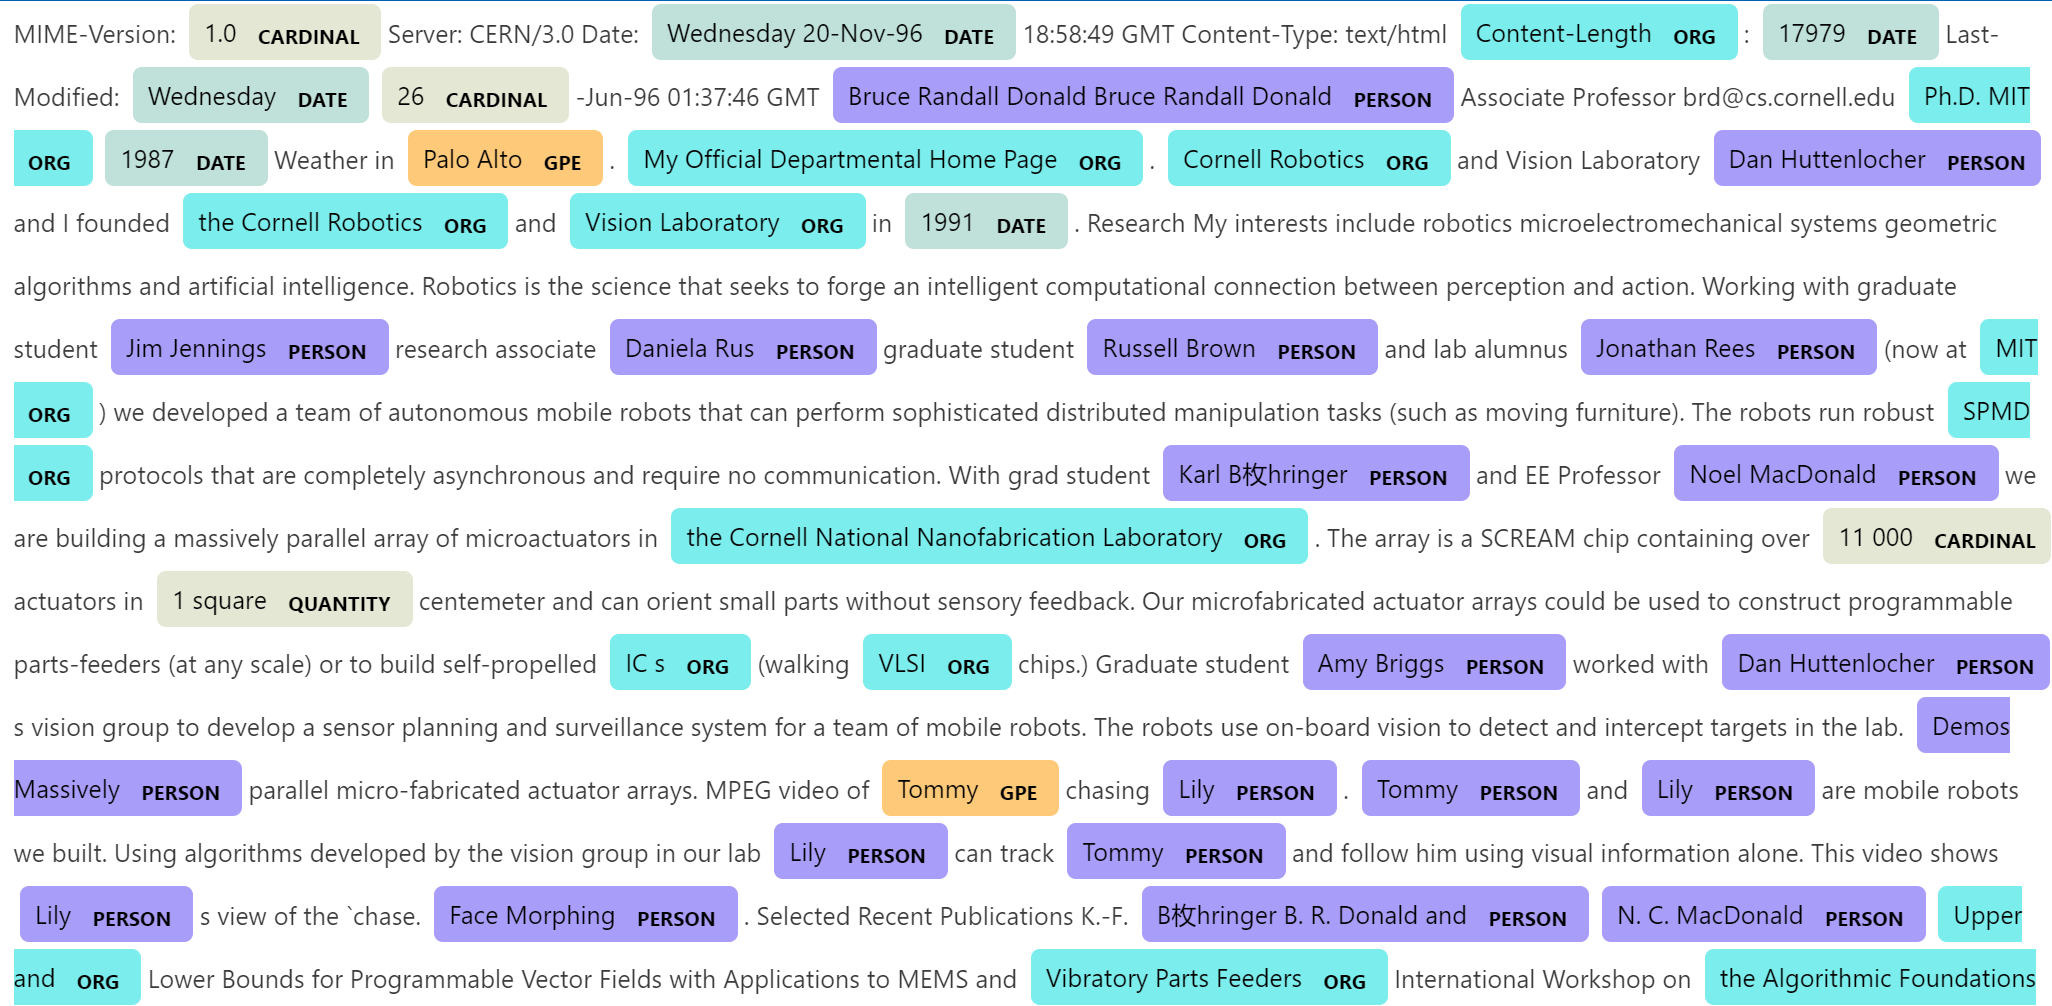 MIME-Version: 1.0 CARDINAL Server: CERN/3.0 Date: Wednesday 20-Nov-96 DATE 18:58:49 GMT Content-Type: text/html Content-Length ORG : 17979 DATE Last-
Modified: Wednesday DATE 26 CARDINAL -Jun-96 01:37:46 GMT Bruce Randall Donald Bruce Randall Donald PERSON Associate Professor brd@cs.cornell.edu Ph.D. MIT
ORG 1987 DATE Weather in Palo Alto GPE . My Official Departmental Home Page ORG . Cornell Robotics ORG and Vision Laboratory Dan Huttenlocher PERSON
and I founded the Cornell Robotics ORG and Vision Laboratory ORG in 1991 DATE . Research My interests include robotics microelectromechanical systems geometric
algorithms and artificial intelligence. Robotics is the science that seeks to forge an intelligent computational connection between perception and action. Working with graduate
student Jim Jennings PERSON research associate Daniela Rus PERSON graduate student Russell Brown PERSON and lab alumnus Jonathan Rees PERSON (now at MIT
ORG ) we developed a team of autonomous mobile robots that can perform sophisticated distributed manipulation tasks (such as moving furniture). The robots run robust SPMD
ORG protocols that are completely asynchronous and require no communication. With grad student Karl B枚hringer PERSON and EE Professor Noel MacDonald PERSON we
are building a massively parallel array of microactuators in the Cornell National Nanofabrication Laboratory ORG . The array is a SCREAM chip containing over 11 000 CARDINAL
actuators in 1 square QUANTITY centemeter and can orient small parts without sensory feedback. Our microfabricated actuator arrays could be used to construct programmable
parts-feeders (at any scale) or to build self-propelled IC s ORG (walking VLSI ORG chips.) Graduate student Amy Briggs PERSON worked with Dan Huttenlocher PERSON
s vision group to develop a sensor planning and surveillance system for a team of mobile robots. The robots use on-board vision to detect and intercept targets in the lab. Demos
Massively PERSON parallel micro-fabricated actuator arrays. MPEG video of Tommy GPE chasing Lily PERSON . Tommy PERSON and Lily PERSON are mobile robots
we built. Using algorithms developed by the vision group in our lab Lily PERSON can track Tommy PERSON and follow him using visual information alone. This video shows
Lily PERSON s view of the `chase. Face Morphing PERSON . Selected Recent Publications K.-F. B枚hringer B. R. Donald and PERSON N. C. MacDonald PERSON Upper
and ORG Lower Bounds for Programmable Vector Fields with Applications to MEMS and Vibratory Parts Feeders ORG International Workshop on the Algorithmic Foundations